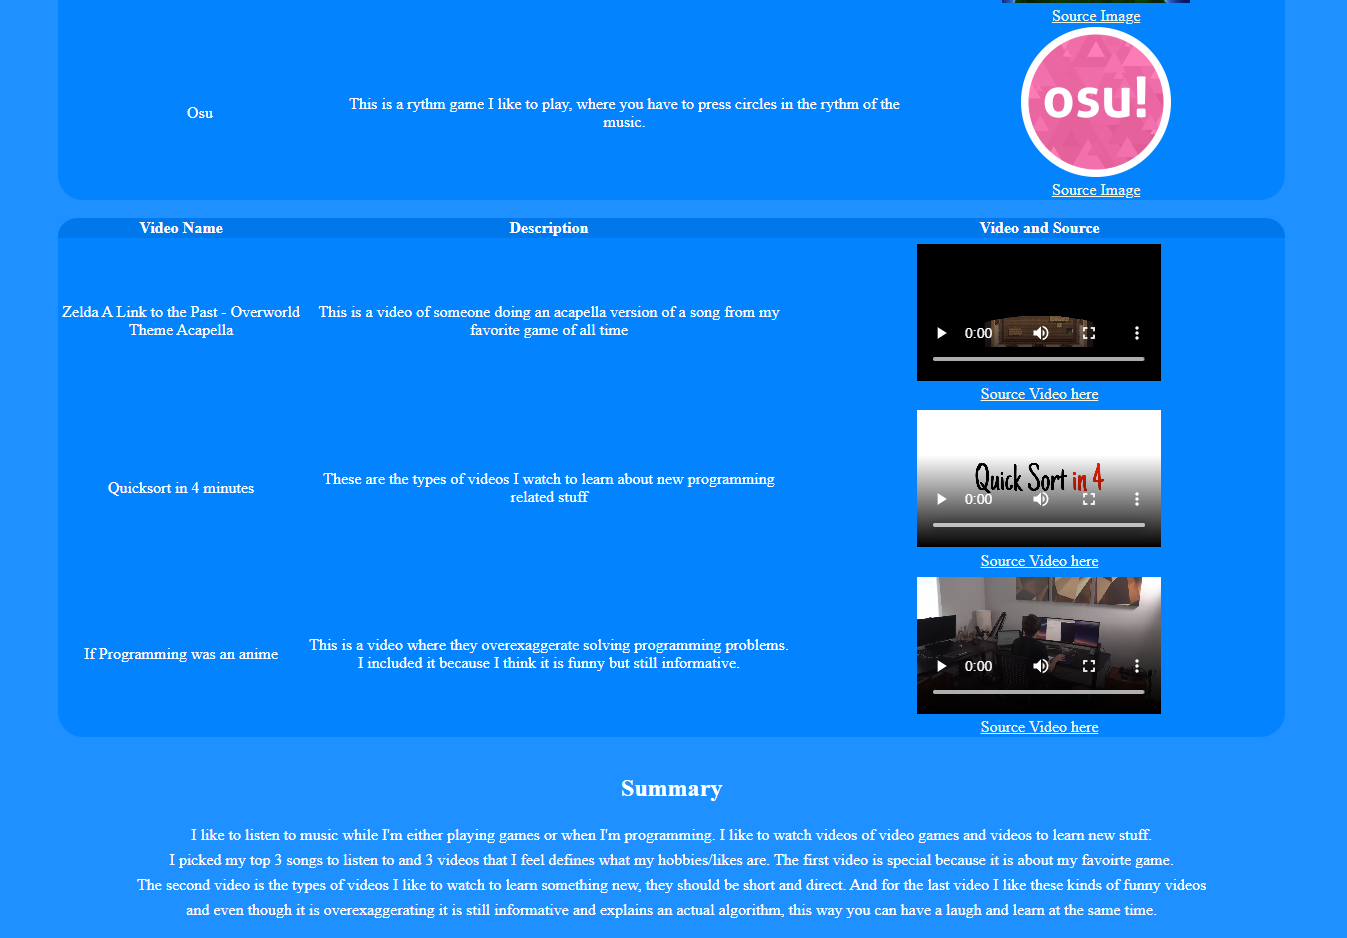 Source Image
Osu
This is a rythm game I like to play, where you have to press circles in the rythm of the
music.
osu!
Source Image
Video Name Description Video and Source
Zelda A Link to the Past - Overworld
Theme Acapella
This is a video of someone doing an acapella version of a song from my
favorite game of all time
0:00
Source Video here
Quicksort in 4 minutes
These are the types of videos I watch to learn about new programming
related stuff
Quick Sort in 4
0:00
Source Video here
If Programming was an anime
This is a video where they overexaggerate solving programming problems.
I included it because I think it is funny but still informative.
0:00
Source Video here
Summary
I like to listen to music while I'm either playing games or when I'm programming. I like to watch videos of video games and videos to learn new stuff.
I picked my top 3 songs to listen to and 3 videos that I feel defines what my hobbies/likes are. The first video is special because it is about my favoirte game.
The second video is the types of videos I like to watch to learn something new, they should be short and direct. And for the last video I like these kinds of funny videos
and even though it is overexaggerating it is still informative and explains an actual algorithm, this way you can have a laugh and learn at the same time.